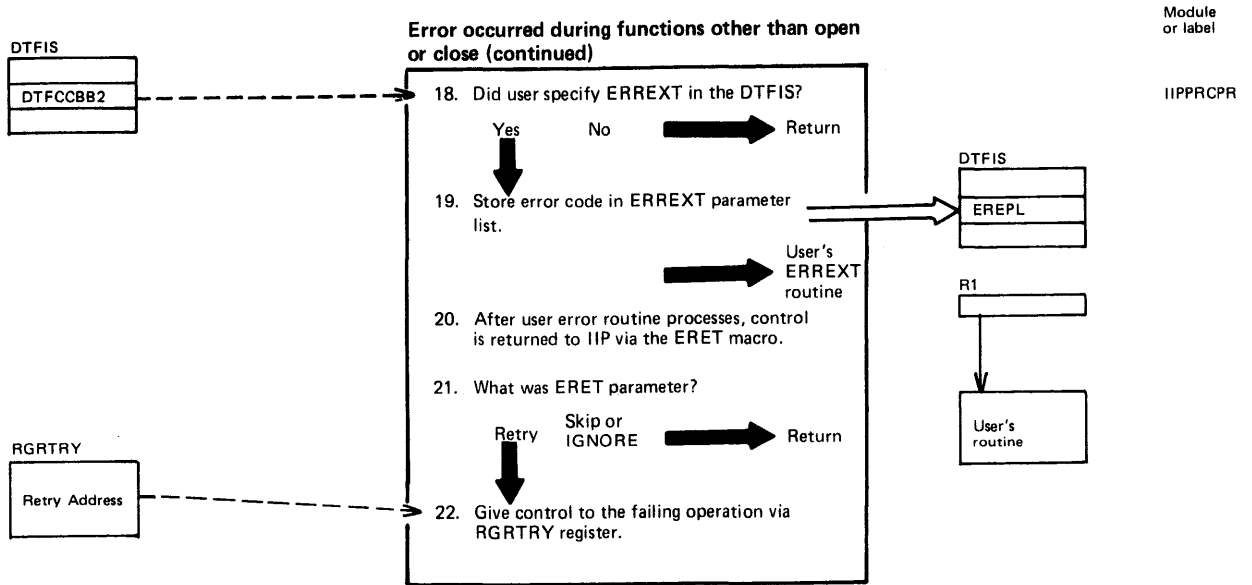 Module
or label
Error occurred during functions other than open
or close (continued)
DTFIS
DTFCCBB2
18. Did user specify ERREXT in the DTFIS?
IIPPRCPR
Yes No Return
DTFIS
EREPL
19. Store error code in ERREXT parameter
list.
User's
ERREXT
routine
R1
20. After user error routine processes, control
is returned to IIP via the ERET macro.
21. What was ERET parameter?
Retry Skip or
IGNORE Return
User's
routine
RGRTRY
Retry Address
22. Give control to the failing operation via
RGRTRY register.